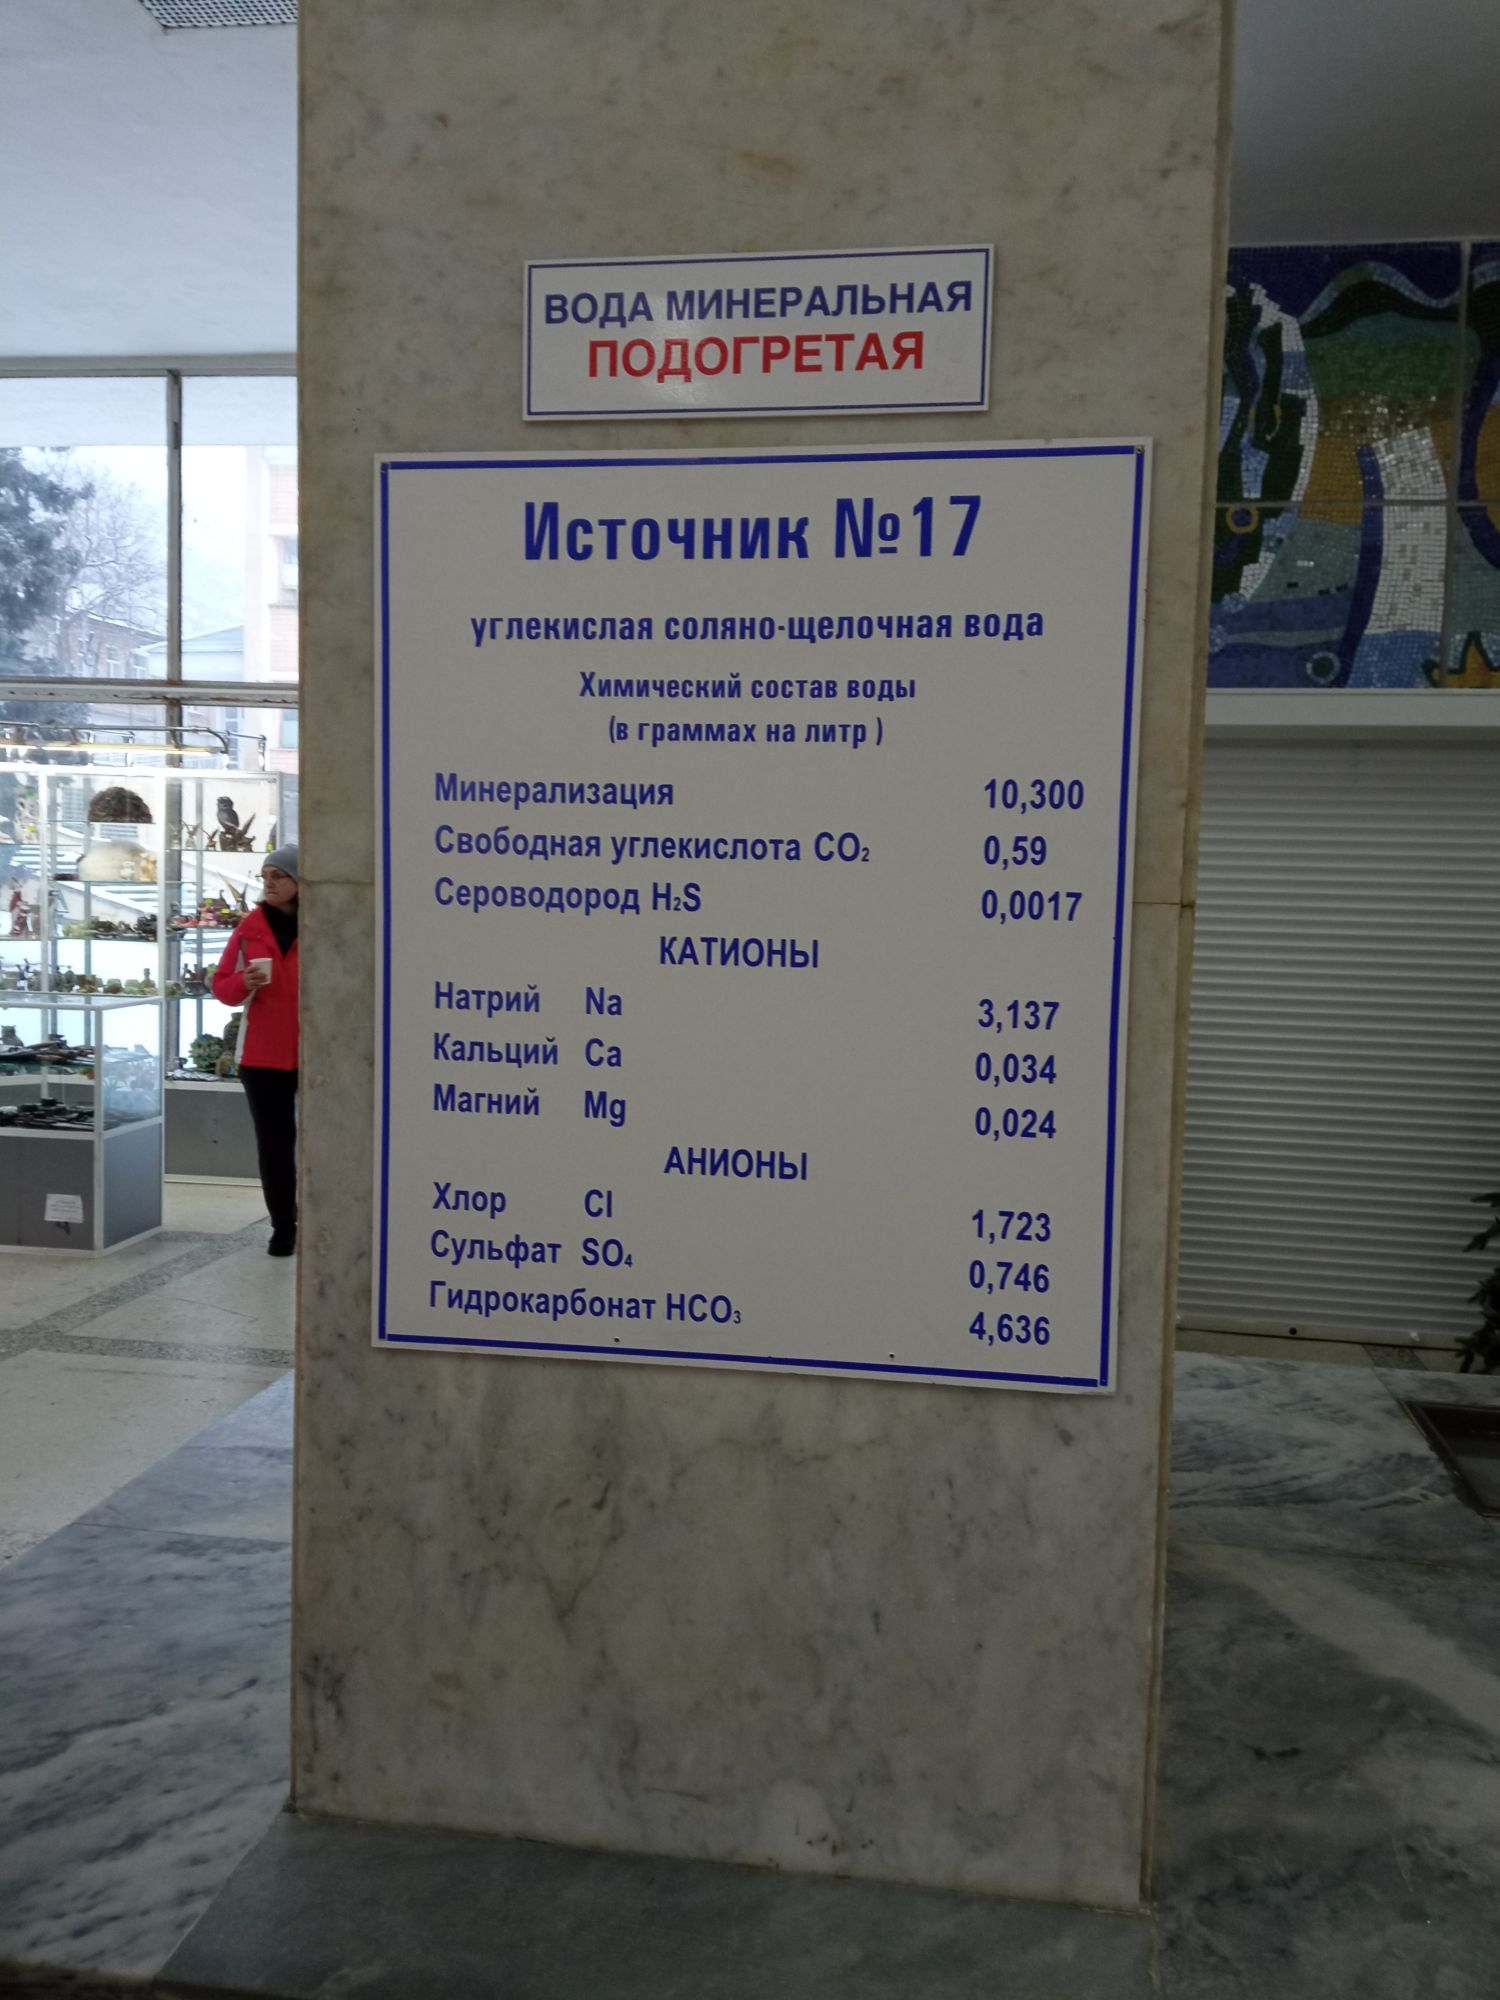 ВОДА МИНЕРАЛЬНАЯ
ПОДОГРЕТАЯ
Источник №17
углекислая соляно-щелочная вода
Химический состав воды
(в граммах на литр )
Минерализация 10,300
Свободная углекислота CO₂ 0,59
Сероводород H₂S 0,0017
КАТИОНЫ
Натрий Na 3,137
Кальций Ca 0,034
Магний Mg 0,024
АНИОНЫ
Хлор Cl 1,723
Сульфат SO₄ 0,746
Гидрокарбонат HCO₃ 4,636